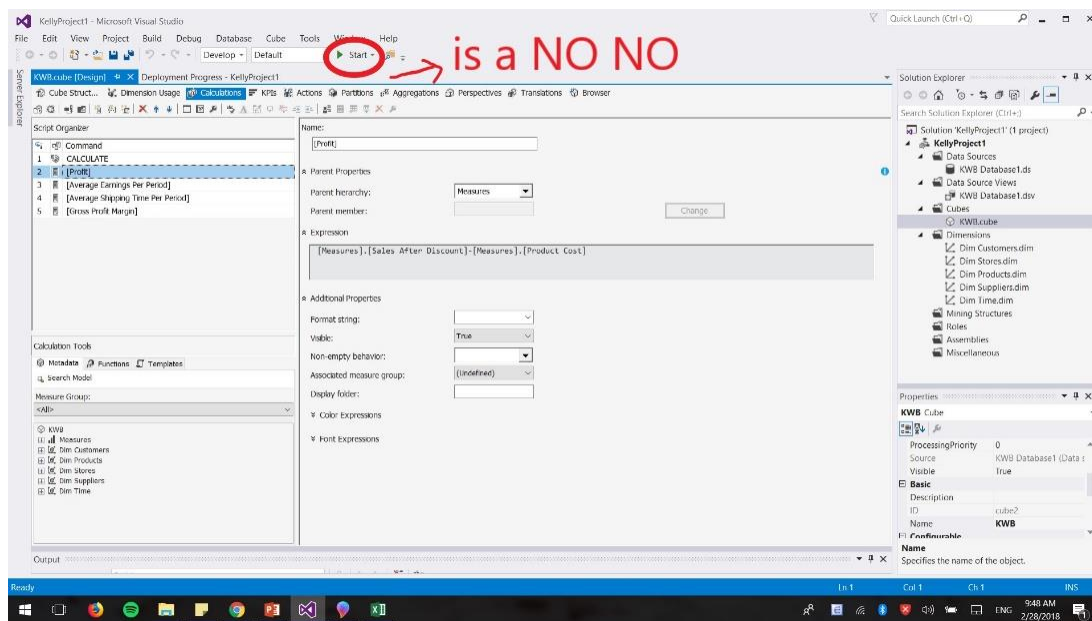 KellyProject1 - Microsoft Visual Studio
Quick Launch (Ctrl+Q)
File Edit View Project Build Debug Database Cube Tools Window Help
Develop Default Start
is a NO NO
KWB.cube [Design] Deployment Progress - KellyProject1
Cube Struct... Dimension Usage Calculations KPIs Actions Partitions Aggregations Perspectives Translations Browser
Server Explorer
Script Organizer
Command
1 CALCULATE
2 [Profit]
3 [Average Earnings Per Period]
4 [Average Shipping Time Per Period]
5 [Gross Profit Margin]
Calculation Tools
Metadata Functions Templates
Search Model
Measure Group:
<All>
KWB
Measures
Dim Customers
Dim Products
Dim Stores
Dim Suppliers
Dim Time
Name:
[Profit]
Parent Properties
Parent hierarchy: Measures
Parent member: Change
Expression
[Measures].[Sales After Discount]-[Measures].[Product Cost]
Additional Properties
Format string:
Visible: True
Non-empty behavior:
Associated measure group: (Undefined)
Display folder:
Color Expressions
Font Expressions
Solution Explorer
Search Solution Explorer (Ctrl+;)
Solution 'KellyProject1' (1 project)
KellyProject1
Data Sources
KWB Database1.ds
Data Source Views
KWB Database1.dsv
Cubes
KWB.cube
Dimensions
Dim Customers.dim
Dim Stores.dim
Dim Products.dim
Dim Suppliers.dim
Dim Time.dim
Mining Structures
Roles
Assemblies
Miscellaneous
Properties
KWB Cube
ProcessingPriority 0
Source KWB Database1 (Data s
Visible True
Basic
Description
ID cube2
Name KWB
Configurable
Name
Specifies the name of the object.
Output
Ready Ln 1 Col 1 Ch 1 INS
ENG 9:48 AM
2/28/2018